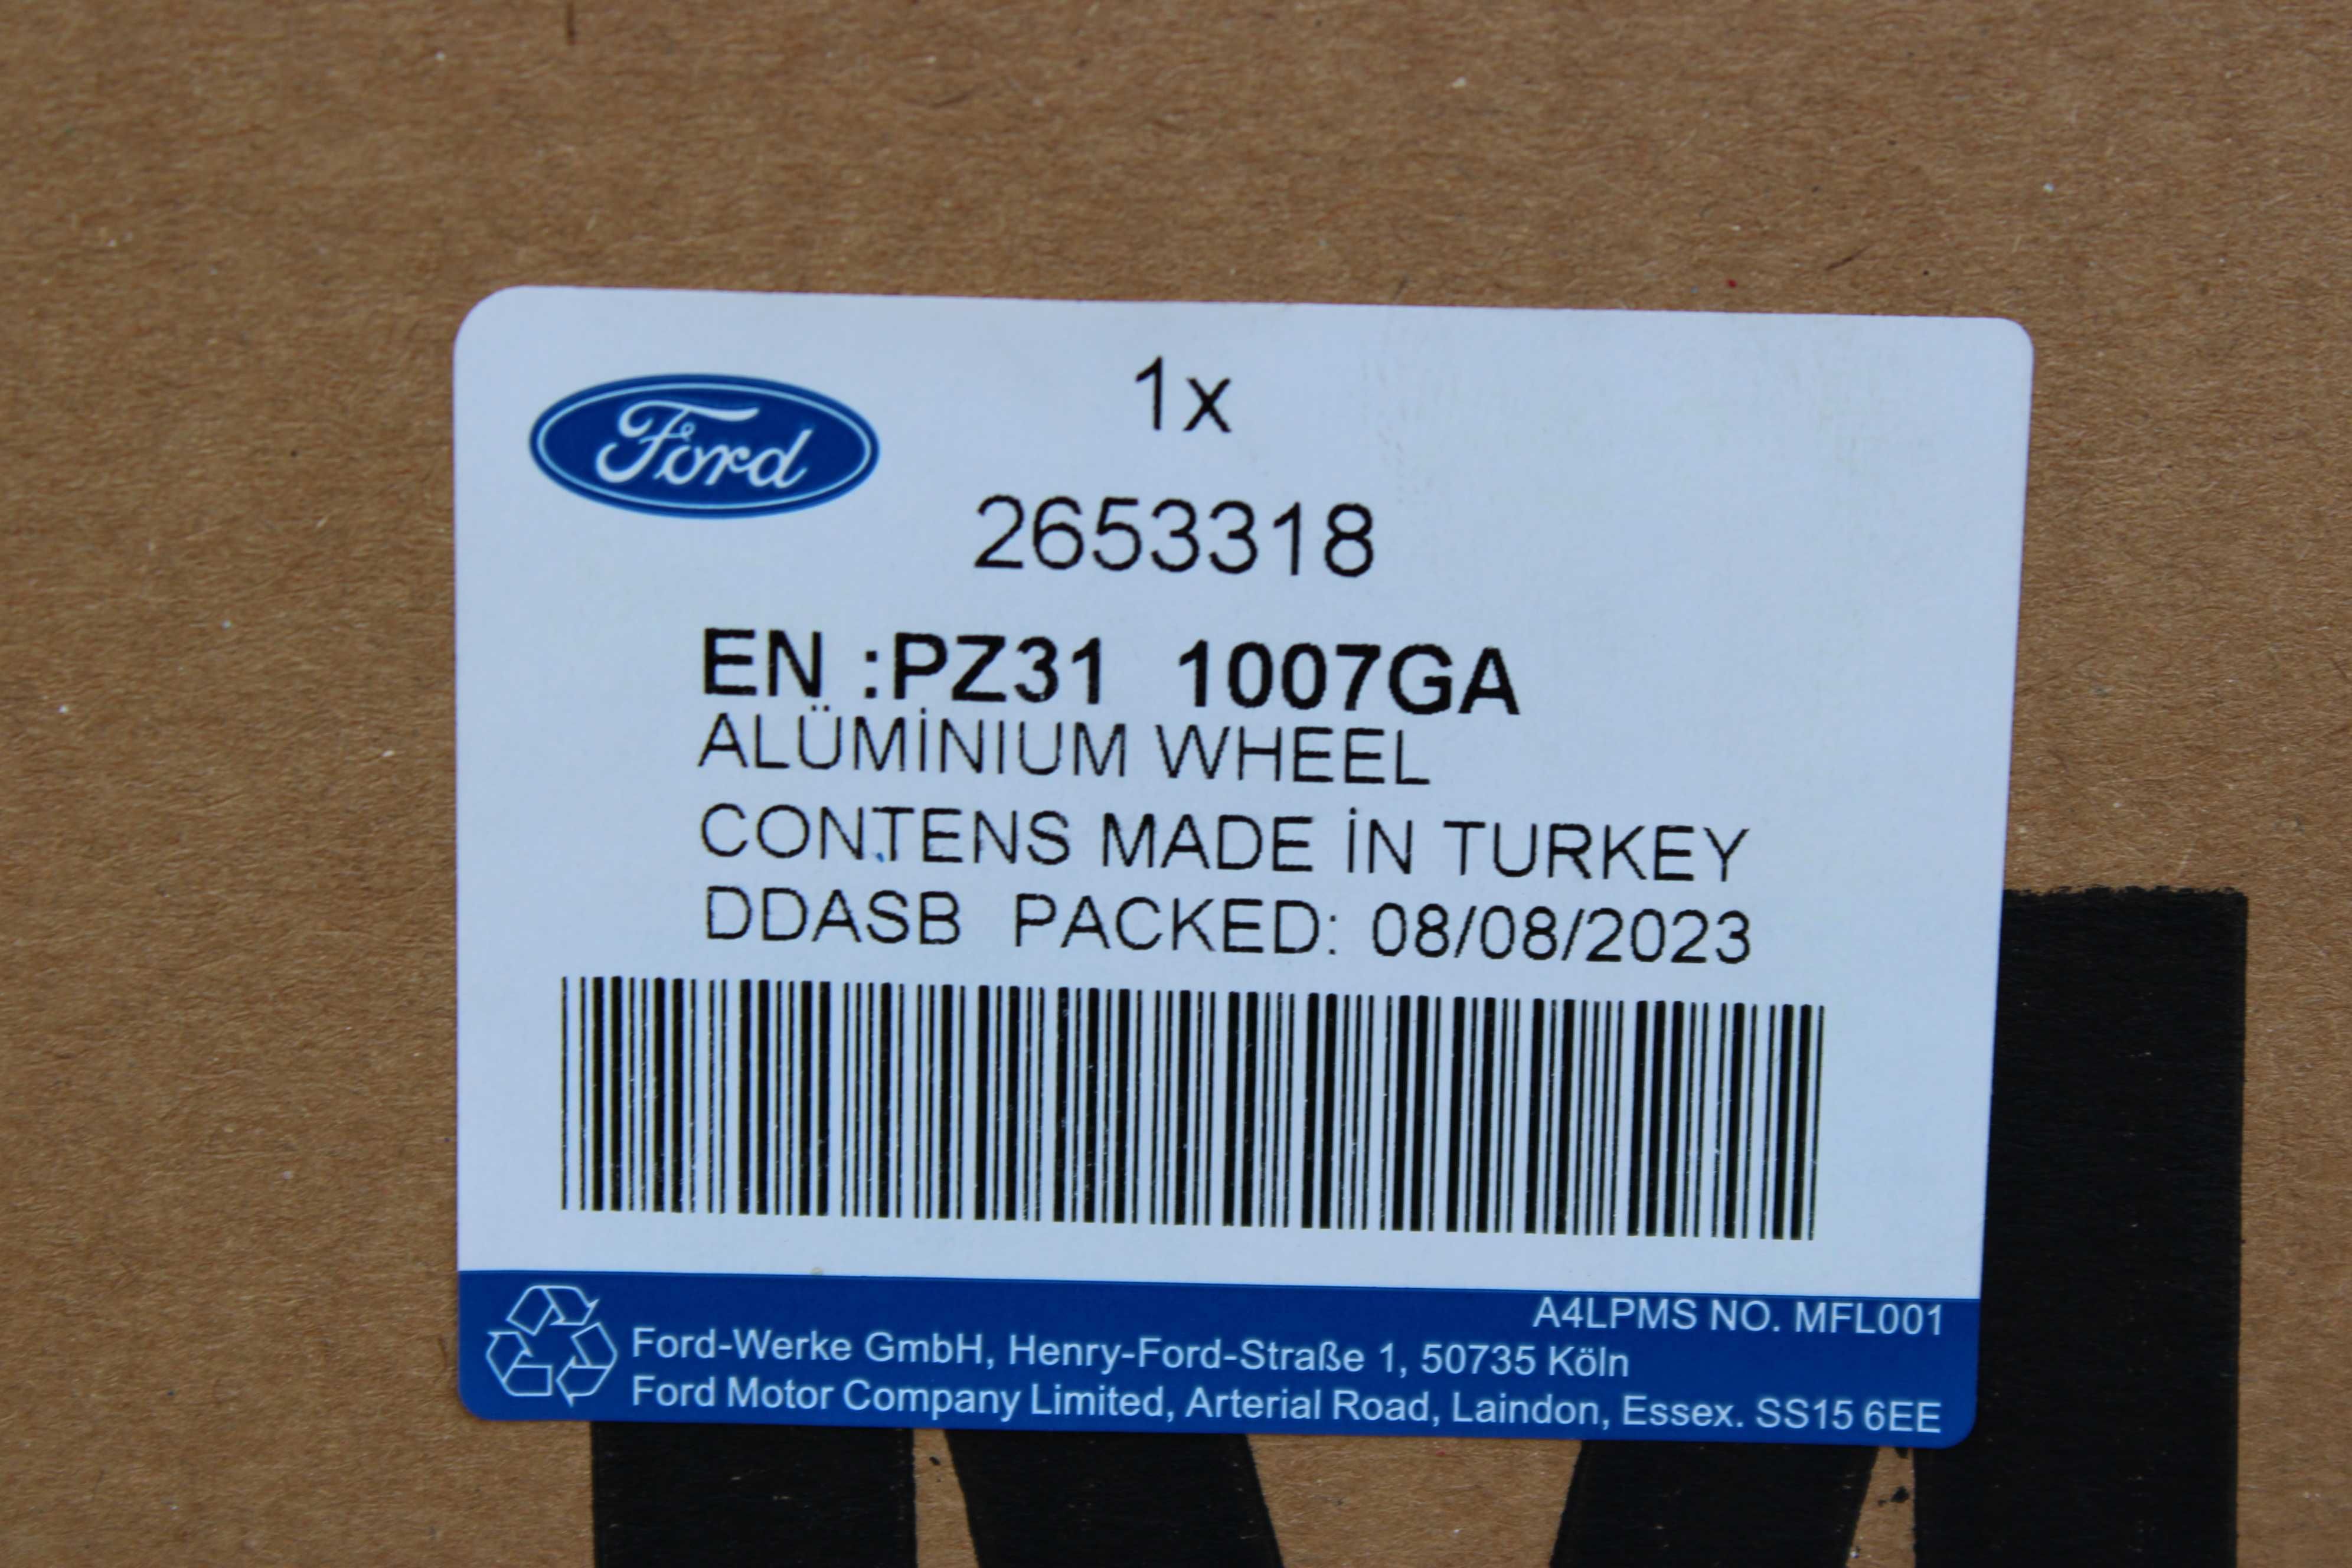 Ford
1x
2653318
EN :PZ31 1007GA
ALÜMİNIUM WHEEL
CONTENS MADE İN TURKEY
DDASB PACKED: 08/08/2023
A4LPMS NO. MFL001
Ford-Werke GmbH, Henry-Ford-Straße 1, 50735 Köln
Ford Motor Company Limited, Arterial Road, Laindon, Essex. SS15 6EE